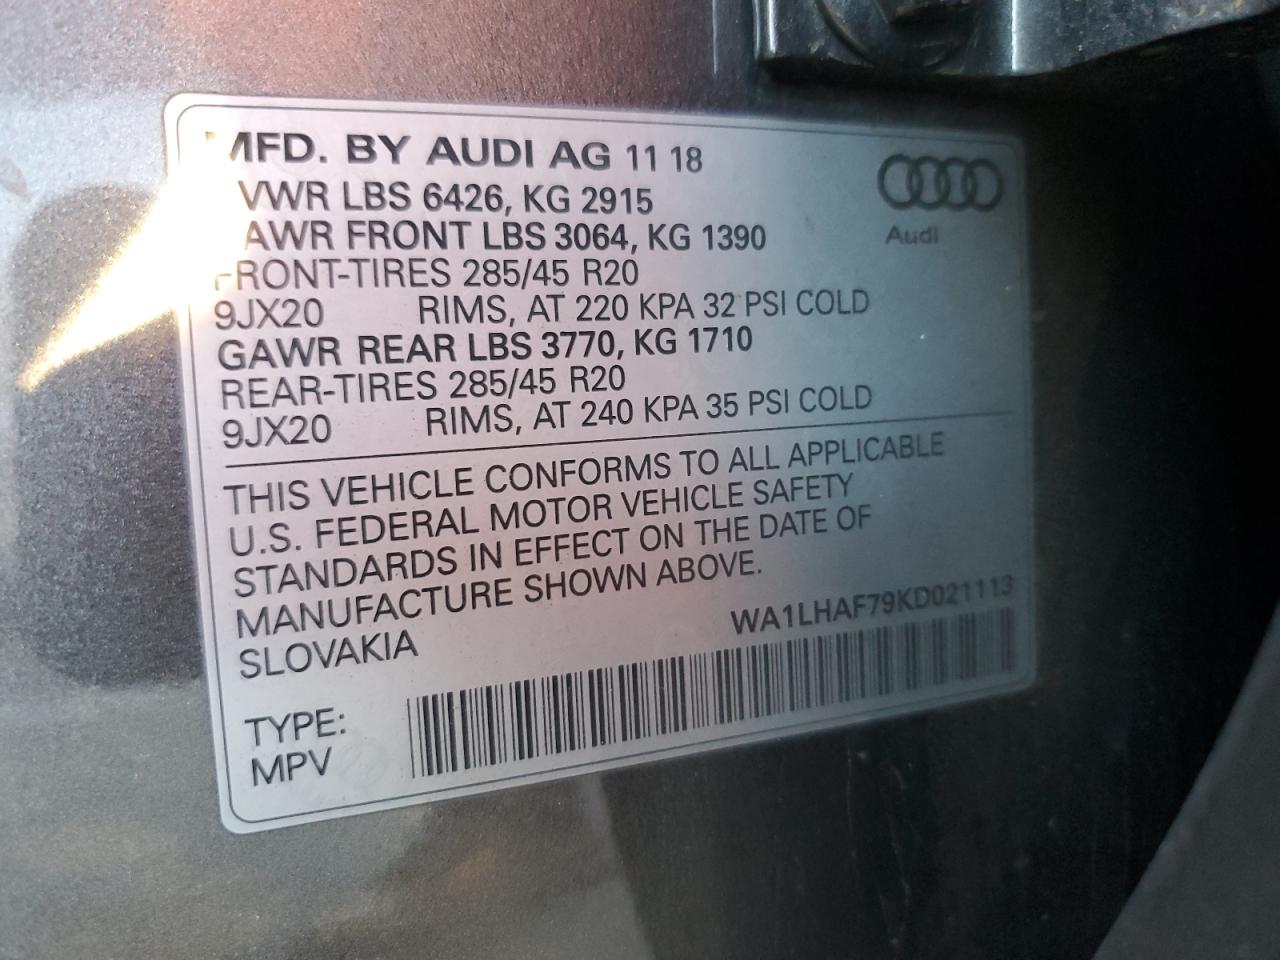 MFD. BY AUDI AG 11 18
VWR LBS 6426, KG 2915
AWR FRONT LBS 3064, KG 1390
FRONT-TIRES 285/45 R20
9JX20 RIMS, AT 220 KPA 32 PSI COLD
GAWR REAR LBS 3770, KG 1710
REAR-TIRES 285/45 R20
9JX20 RIMS, AT 240 KPA 35 PSI COLD
Audi
THIS VEHICLE CONFORMS TO ALL APPLICABLE
U.S. FEDERAL MOTOR VEHICLE SAFETY
STANDARDS IN EFFECT ON THE DATE OF
MANUFACTURE SHOWN ABOVE.
SLOVAKIA
WA1LHAF79KD021113
TYPE:
MPV